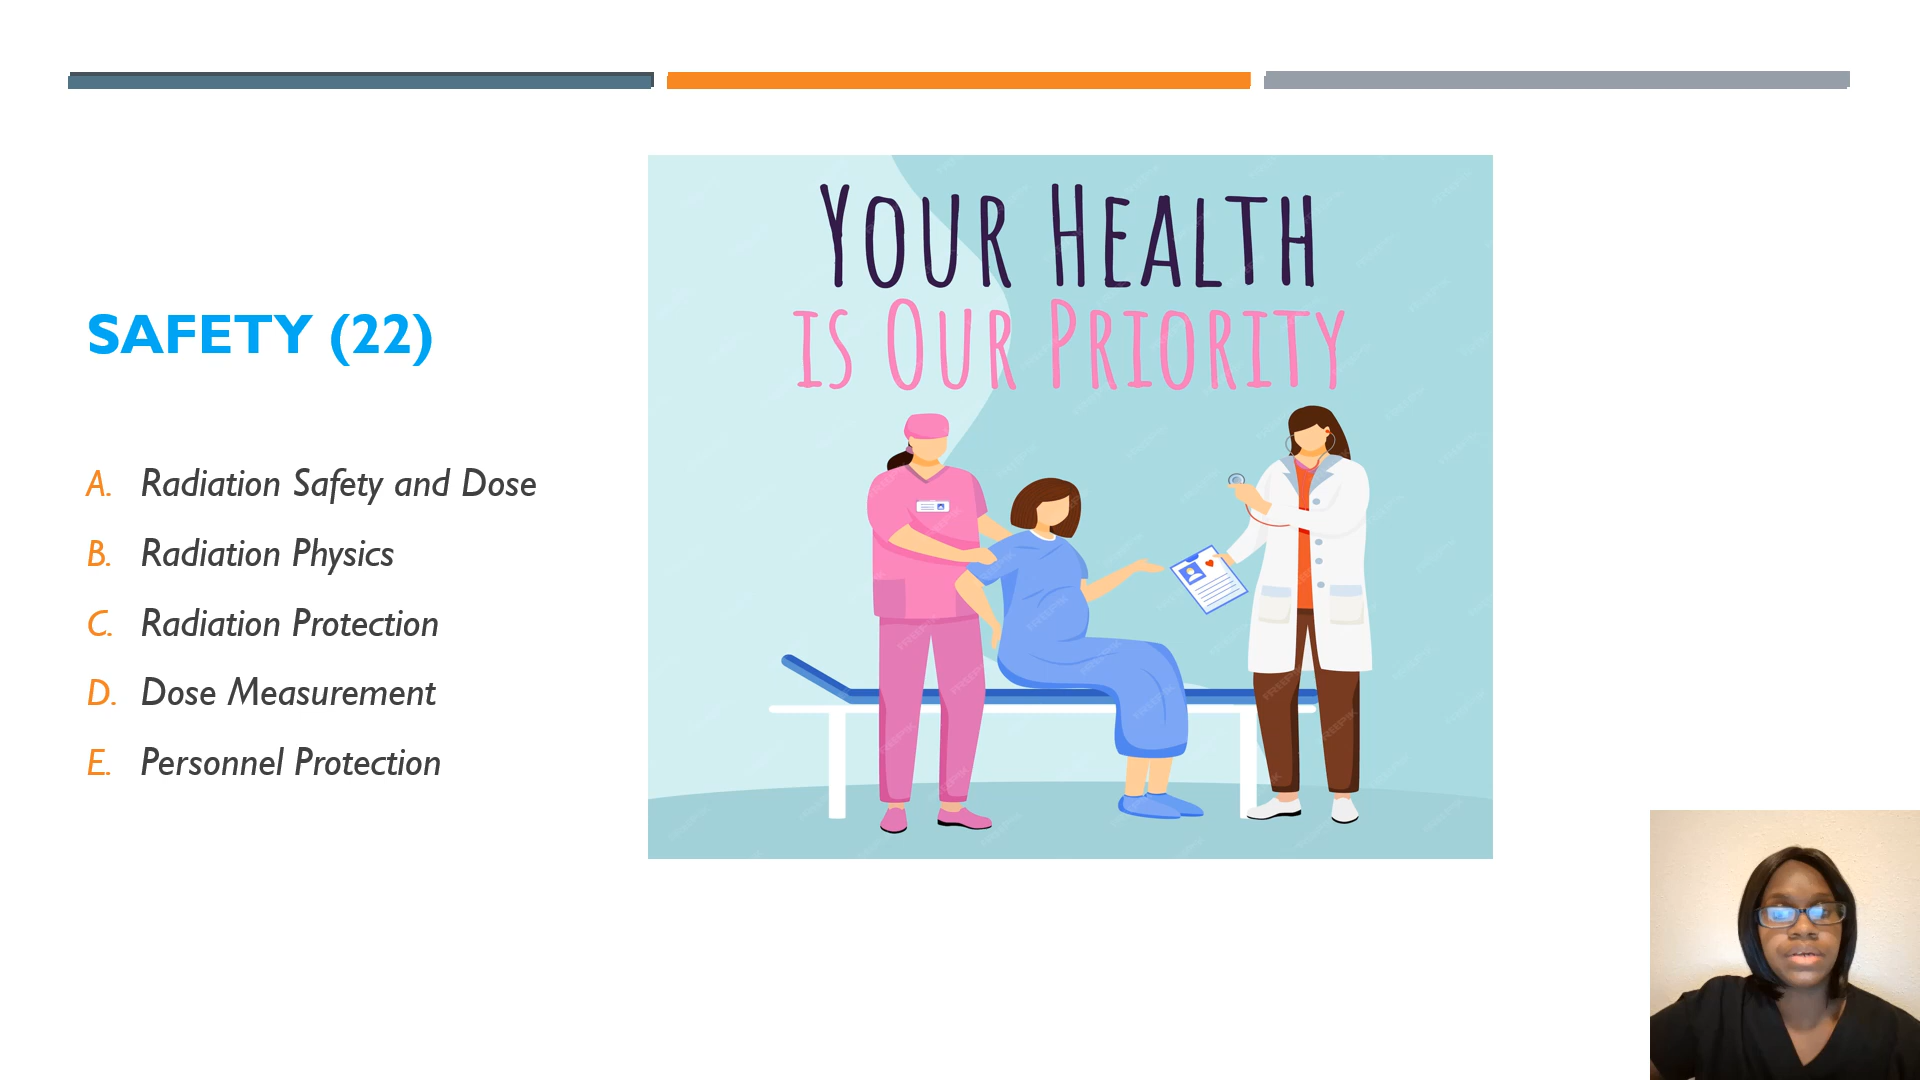 SAFETY (22)
A. Radiation Safety and Dose
B. Radiation Physics
C. Radiation Protection
D. Dose Measurement
E. Personnel Protection
YOUR HEALTH
IS OUR PRIORITY